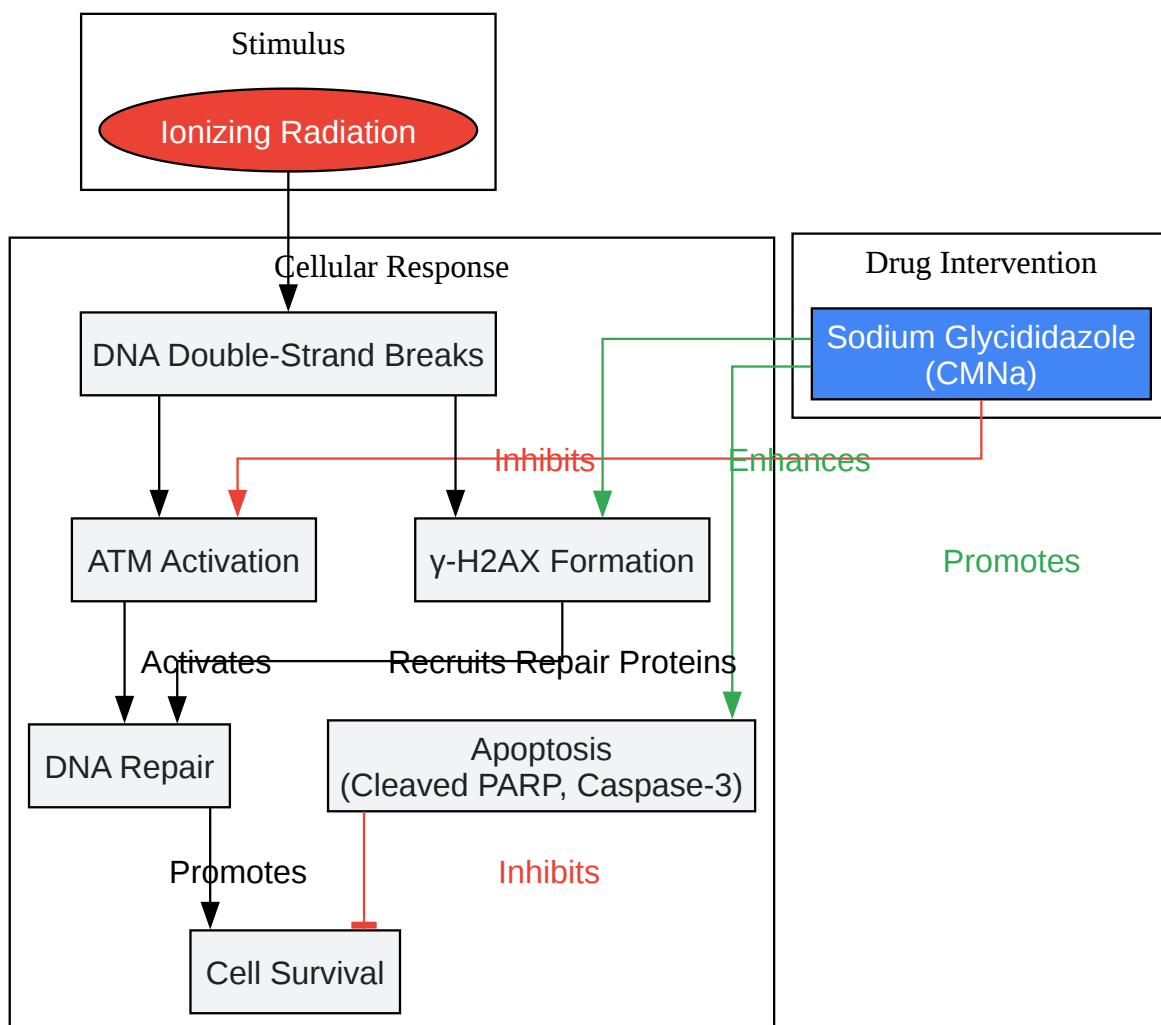 Stimulus
Ionizing Radiation
Cellular Response
Drug Intervention
DNA Double-Strand Breaks
Sodium Glycididazole
(CMNa)
Inhibits
Enhances
ATM Activation
γ-H2AX Formation
Promotes
Activates
Recruits Repair Proteins
DNA Repair
Apoptosis
(Cleaved PARP, Caspase-3)
Promotes
Inhibits
Cell Survival